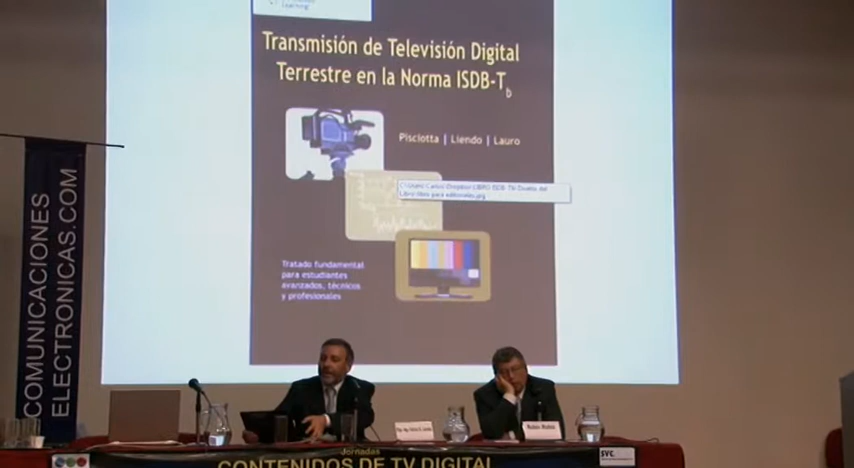 Learning
Transmisión de Televisión Digital
Terrestre en la Norma ISDB-Tb
Pisciotta | Liendo | Lauro
Tratado fundamental
para estudiantes
avanzados, técnicos
y profesionales
COMUNICACIONES
ELECTRONICAS.COM
Jornadas
CONTENIDOS DE TV DIGITAL
SVC